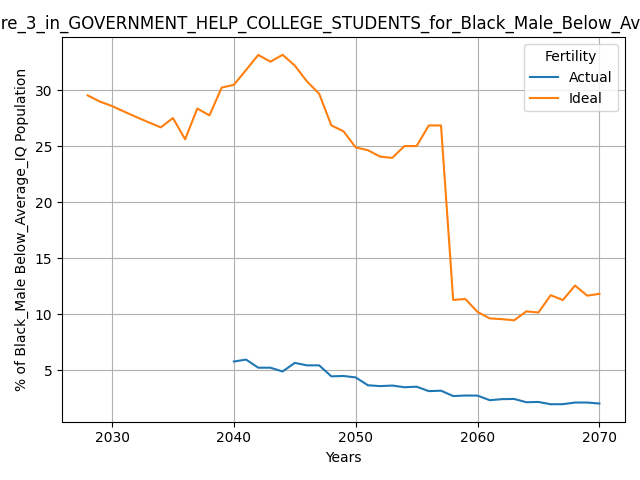 re_3_in_GOVERNMENT_HELP_COLLEGE_STUDENTS_for_Black_Male_Below_Av
% of Black_Male Below_Average_IQ Population
30
25
20
15
10
5
Fertility
Actual
Ideal
2030
2040
2050
2060
2070
Years